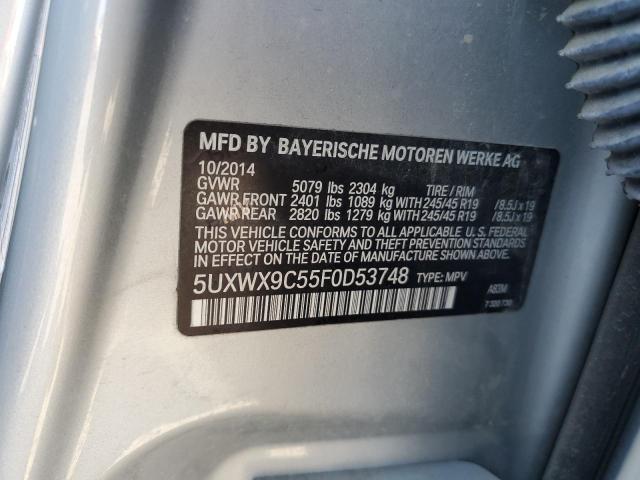 MFD BY BAYERISCHE MOTOREN WERKE AG
10/2014
GVWR 5079 lbs 2304 kg TIRE / RIM
GAWR FRONT 2401 lbs 1089 kg WITH 245/45 R19 /8.5J x 19
GAWR REAR 2820 lbs 1279 kg WITH 245/45 R19 /8.5J x 19
THIS VEHICLE CONFORMS TO ALL APPLICABLE U. S. FEDERAL
MOTOR VEHICLE SAFETY AND THEFT PREVENTION STANDARDS
IN EFFECT ON THE DATE OF MANUFACTURE SHOWN ABOVE.
5UXWX9C55F0D53748 TYPE: MPV
A83M